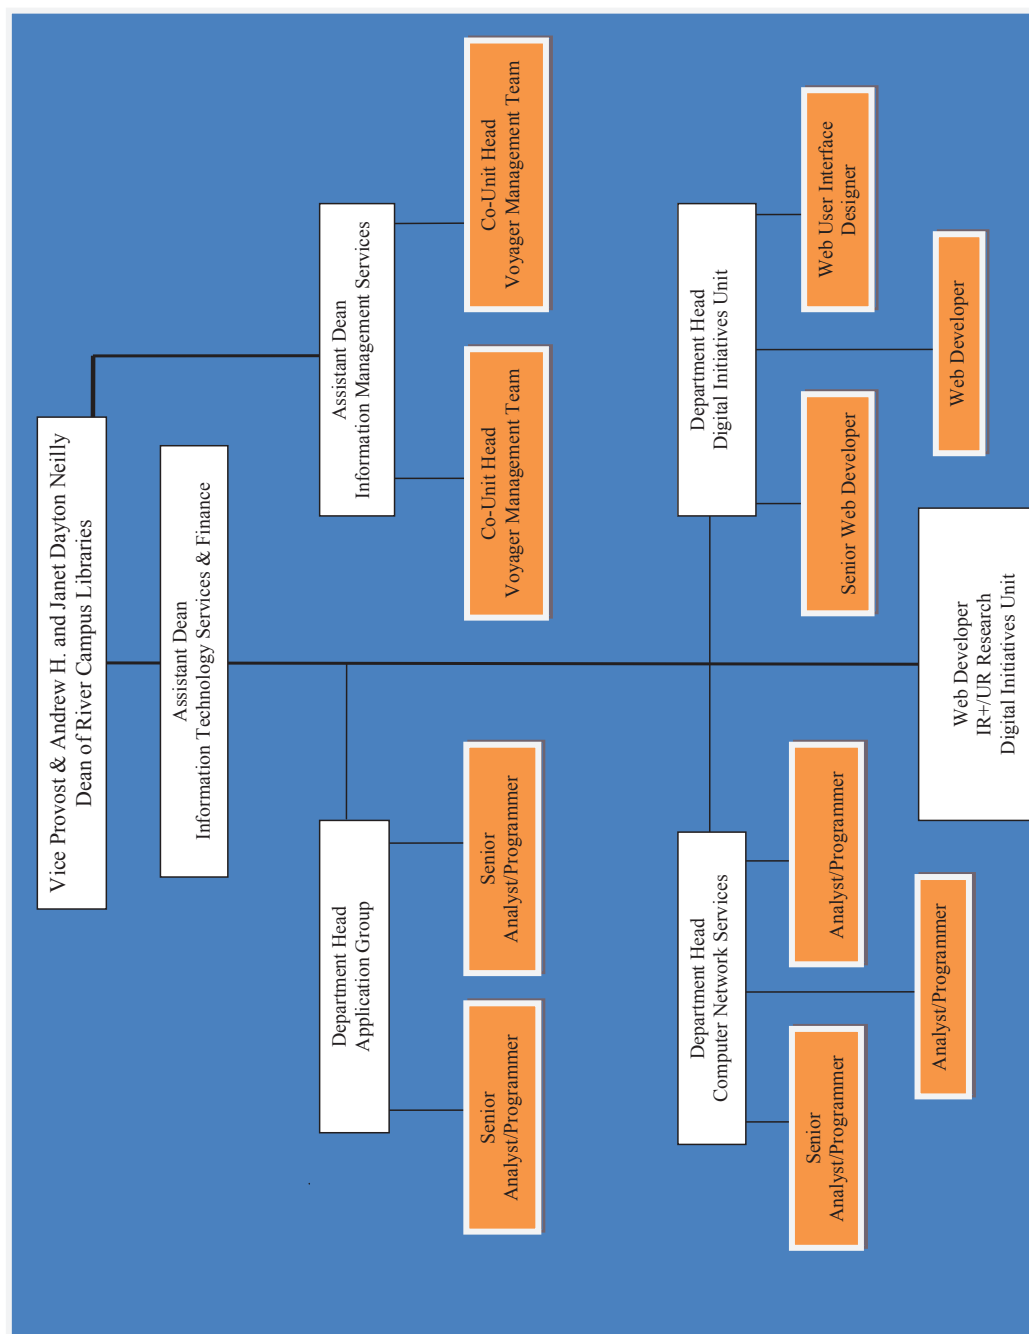 Vice Provost & Andrew H. and Janet Dayton Neilly
Dean of River Campus Libraries
Assistant Dean
Information Technology Services & Finance
Assistant Dean
Information Management Services
Department Head
Application Group
Senior
Analyst/Programmer
Senior
Analyst/Programmer
Co-Unit Head
Voyager Management Team
Co-Unit Head
Voyager Management Team
Department Head
Computer Network Services
Department Head
Digital Initiatives Unit
Senior
Analyst/Programmer
Analyst/Programmer
Analyst/Programmer
Senior Web Developer
Web User Interface
Designer
Web Developer
Web Developer
IR+/UR Research
Digital Initiatives Unit